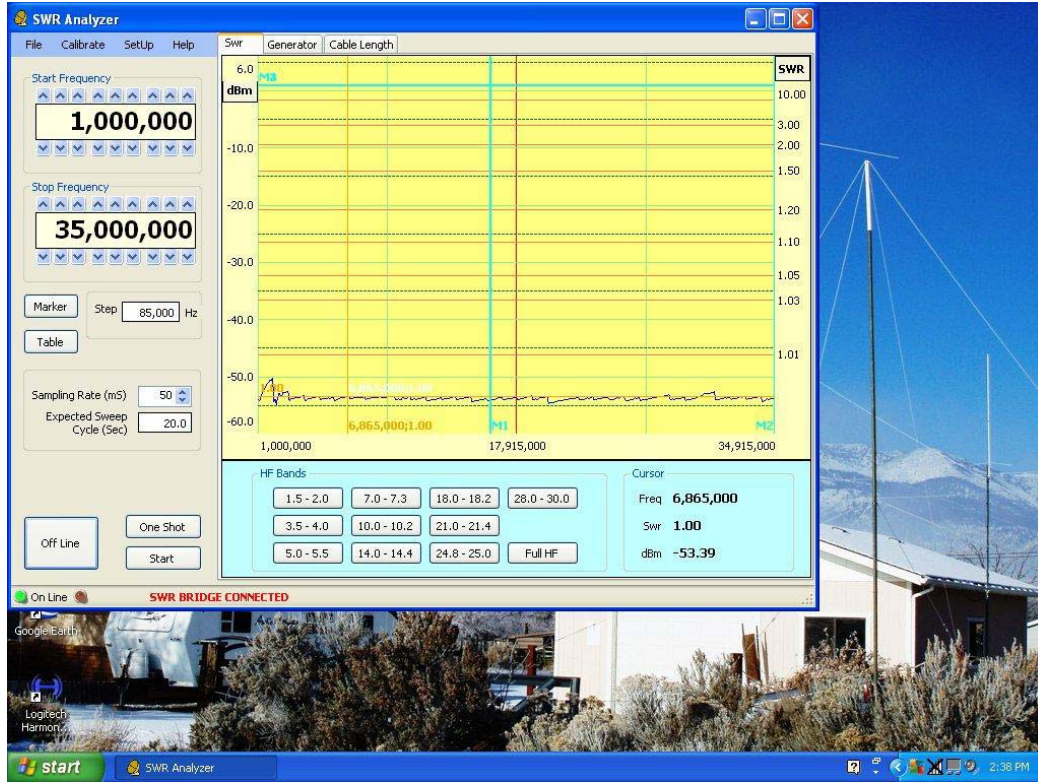 SWR Analyzer
File Calibrate SetUp Help
Swr Generator Cable Length
Start Frequency
1,000,000
Stop Frequency
35,000,000
Marker
Step 85,000 Hz
Table
Sampling Rate (mS) 50
Expected Sweep
Cycle (Sec) 20.0
Off Line
One Shot
Start
6.0
dBm
-10.0
-20.0
-30.0
-40.0
-50.0
-60.0
M3
SWR
10.00
3.00
2.00
1.50
1.20
1.10
1.05
1.03
1.01
1.00
6,865,000;1.00
6,865,000;1.00
M1
M2
1,000,000 17,915,000 34,915,000
HF Bands
1.5 - 2.0 7.0 - 7.3 18.0 - 18.2 28.0 - 30.0
3.5 - 4.0 10.0 - 10.2 21.0 - 21.4
5.0 - 5.5 14.0 - 14.4 24.8 - 25.0 Full HF
Cursor
Freq 6,865,000
Swr 1.00
dBm -53.39
On Line SWR BRIDGE CONNECTED
Google Earth
Logitech
Harmon...
start SWR Analyzer 2:38 PM